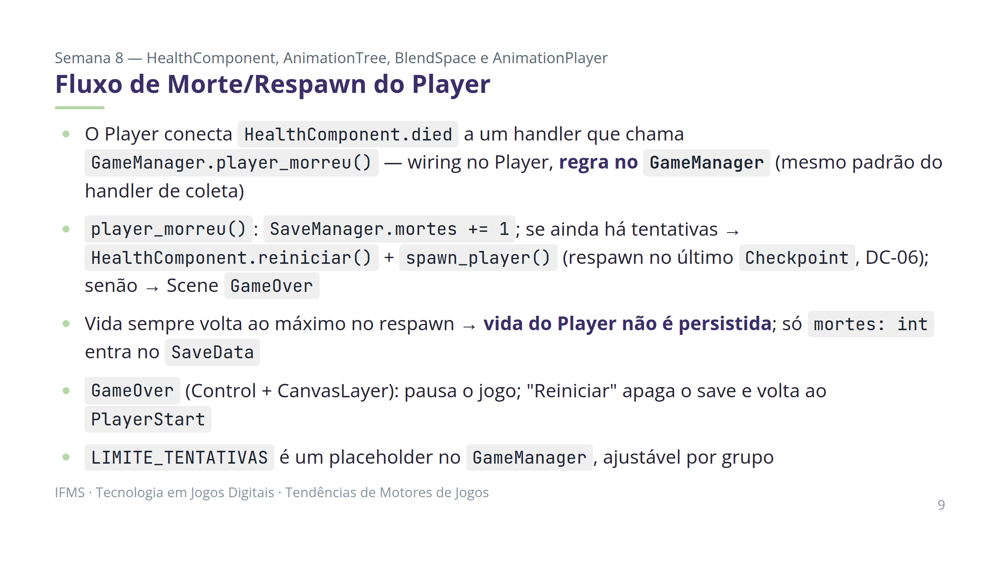 Semana 8 — HealthComponent, AnimationTree, BlendSpace e AnimationPlayer
Fluxo de Morte/Respawn do Player
O Player conecta HealthComponent.died a um handler que chama
GameManager.player_morreu() — wiring no Player, regra no GameManager (mesmo padrão do
handler de coleta)
player_morreu(): SaveManager.mortes += 1; se ainda há tentativas →
HealthComponent.reiniciar() + spawn_player() (respawn no último Checkpoint, DC-06);
senão → Scene GameOver
Vida sempre volta ao máximo no respawn → vida do Player não é persistida; só mortes: int
entra no SaveData
GameOver (Control + CanvasLayer): pausa o jogo; "Reiniciar" apaga o save e volta ao
PlayerStart
LIMITE_TENTATIVAS é um placeholder no GameManager, ajustável por grupo
IFMS · Tecnologia em Jogos Digitais · Tendências de Motores de Jogos
9